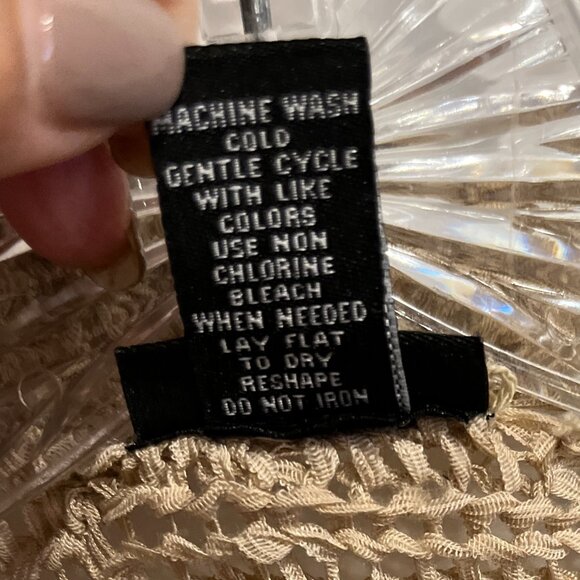 MACHINE WASH
COLD
GENTLE CYCLE
WITH LIKE
COLORS
USE NON
CHLORINE
BLEACH
WHEN NEEDED
LAY FLAT
TO DRY
RESHAPE
DO NOT IRON